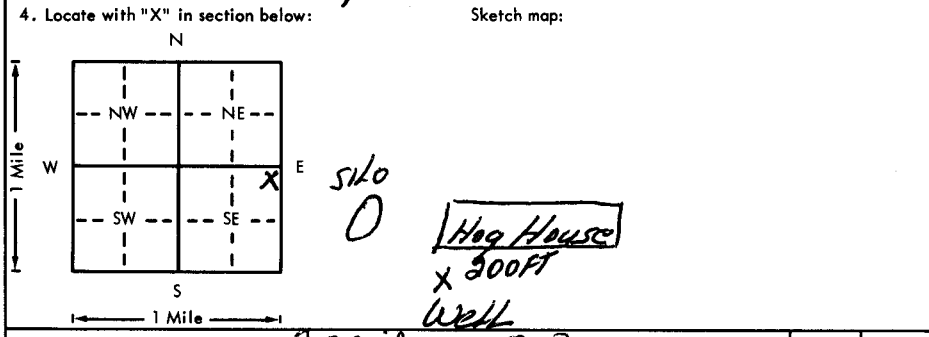 4. Locate with "X" in section below:
Sketch map:
N
NW
NE
1 Mile
W
E
X
SILO
SW
SE
Hog House
X 200FT
Well
S
1 Mile